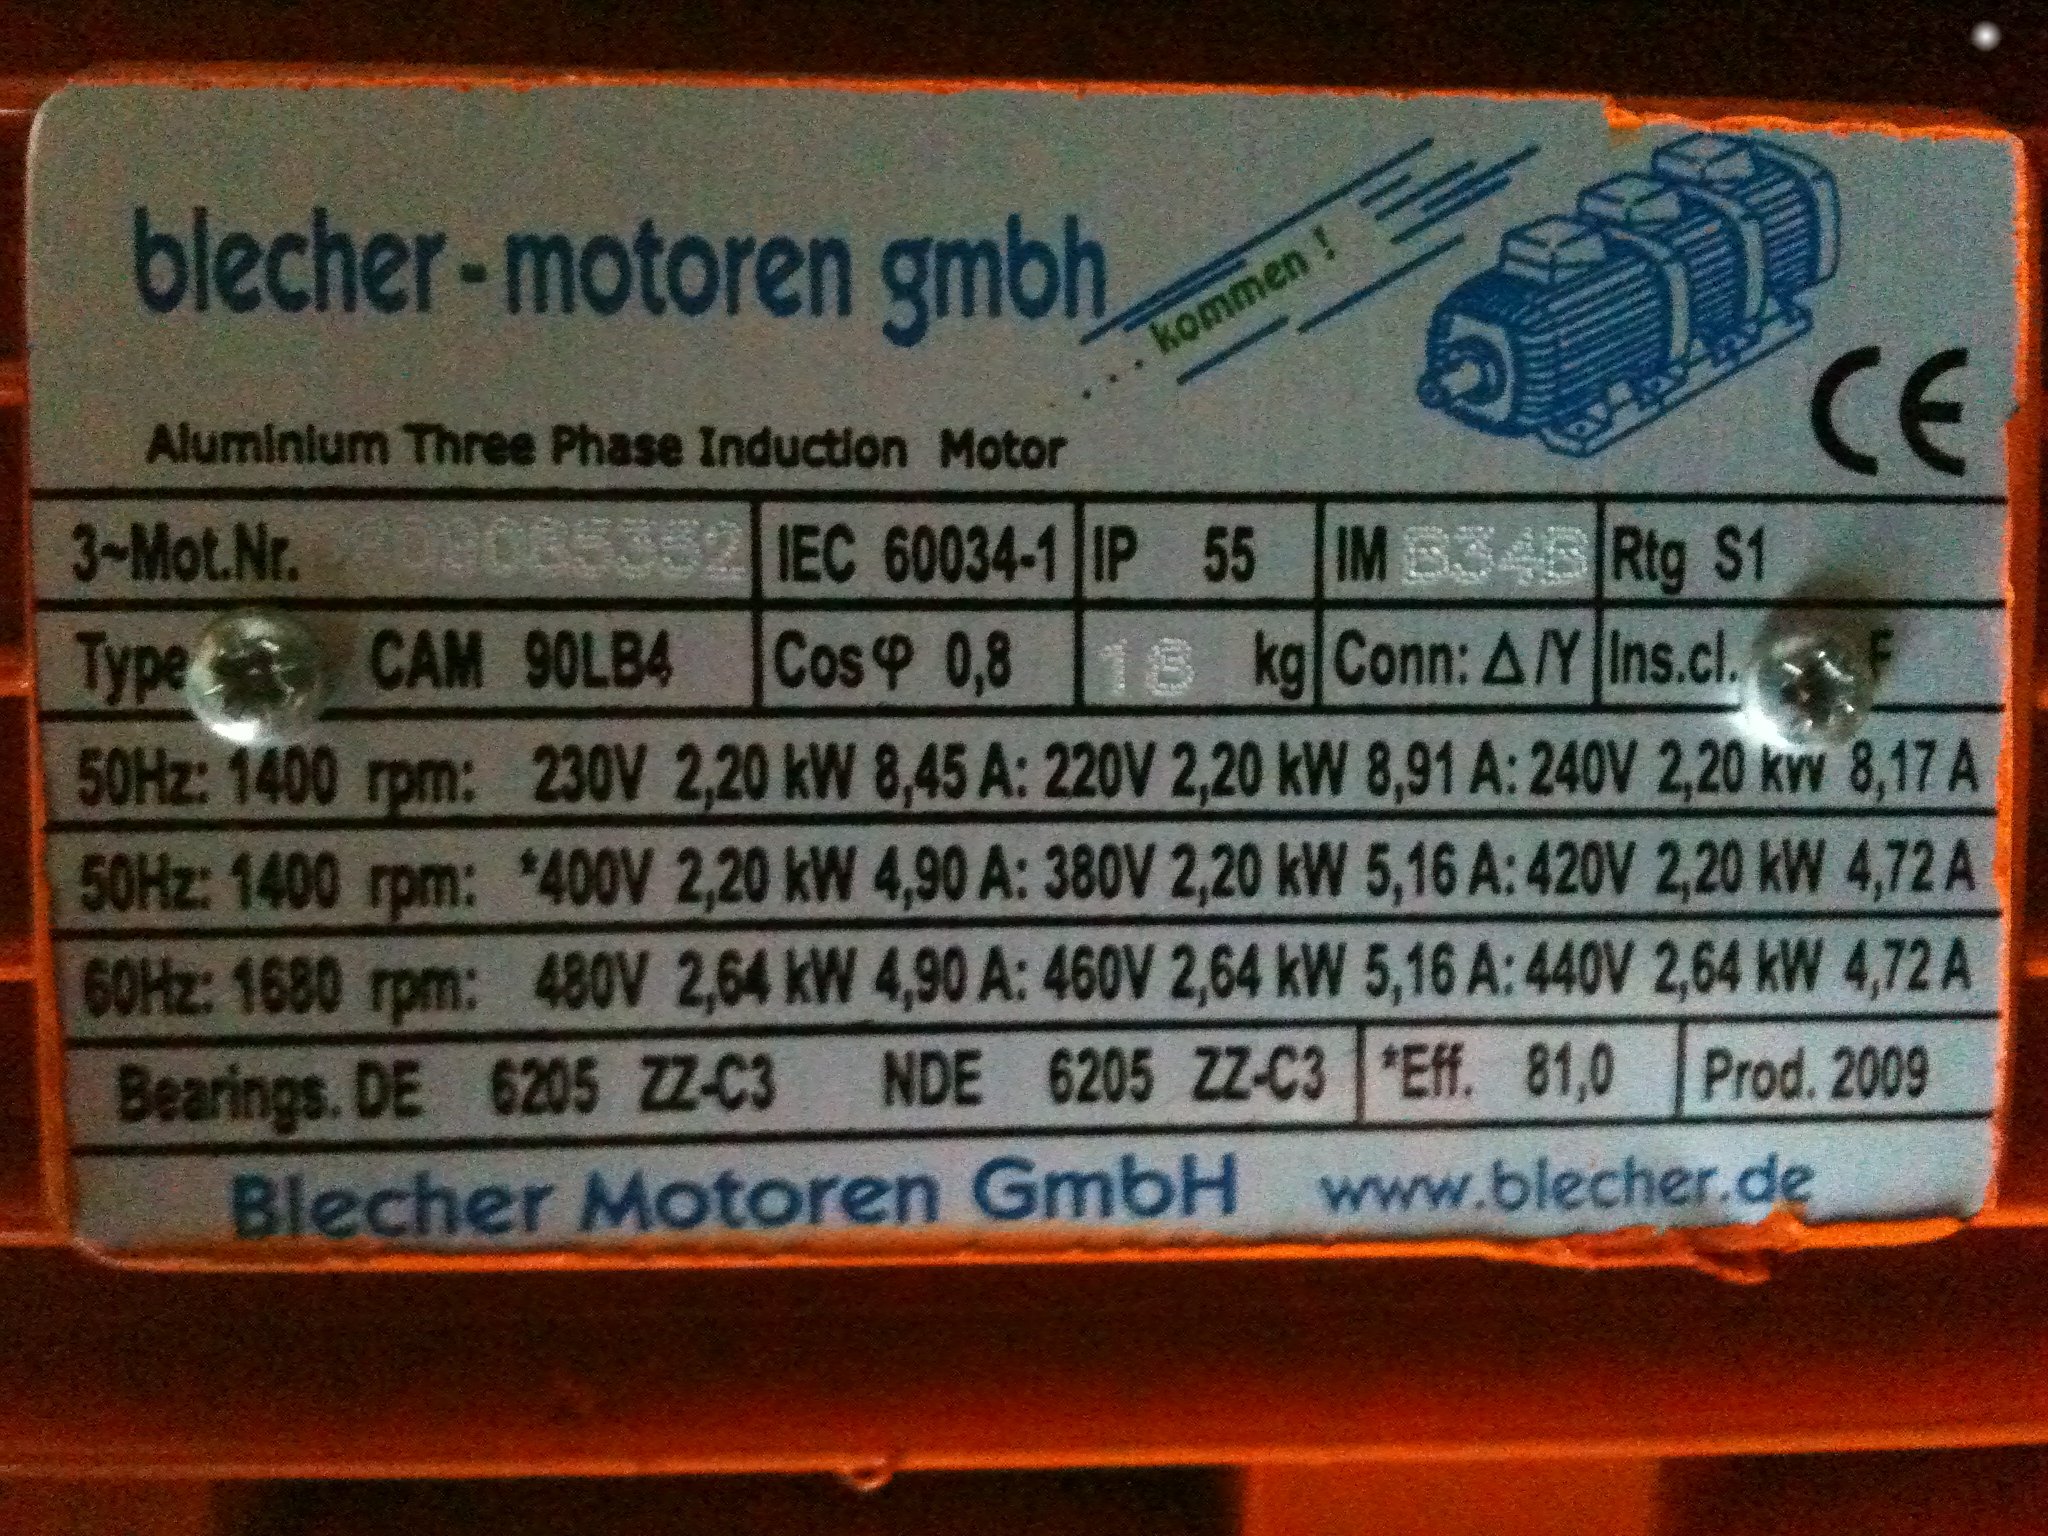 blecher - motoren gmbh
... kommen !
CE
Aluminium Three Phase Induction Motor
3~Mot.Nr. IEC 60034-1 IP 55 IM B34B Rtg S1
Type CAM 90LB4 Cos φ 0,8 18 kg Conn: Δ/Y Ins.cl. F
50Hz: 1400 rpm: 230V 2,20 kW 8,45 A: 220V 2,20 kW 8,91 A: 240V 2,20 kW 8,17 A
50Hz: 1400 rpm: *400V 2,20 kW 4,90 A: 380V 2,20 kW 5,16 A: 420V 2,20 kW 4,72 A
60Hz: 1680 rpm: 480V 2,64 kW 4,90 A: 460V 2,64 kW 5,16 A: 440V 2,64 kW 4,72 A
Bearings. DE 6205 ZZ-C3 NDE 6205 ZZ-C3 *Eff. 81,0 Prod. 2009
Blecher Motoren GmbH www.blecher.de